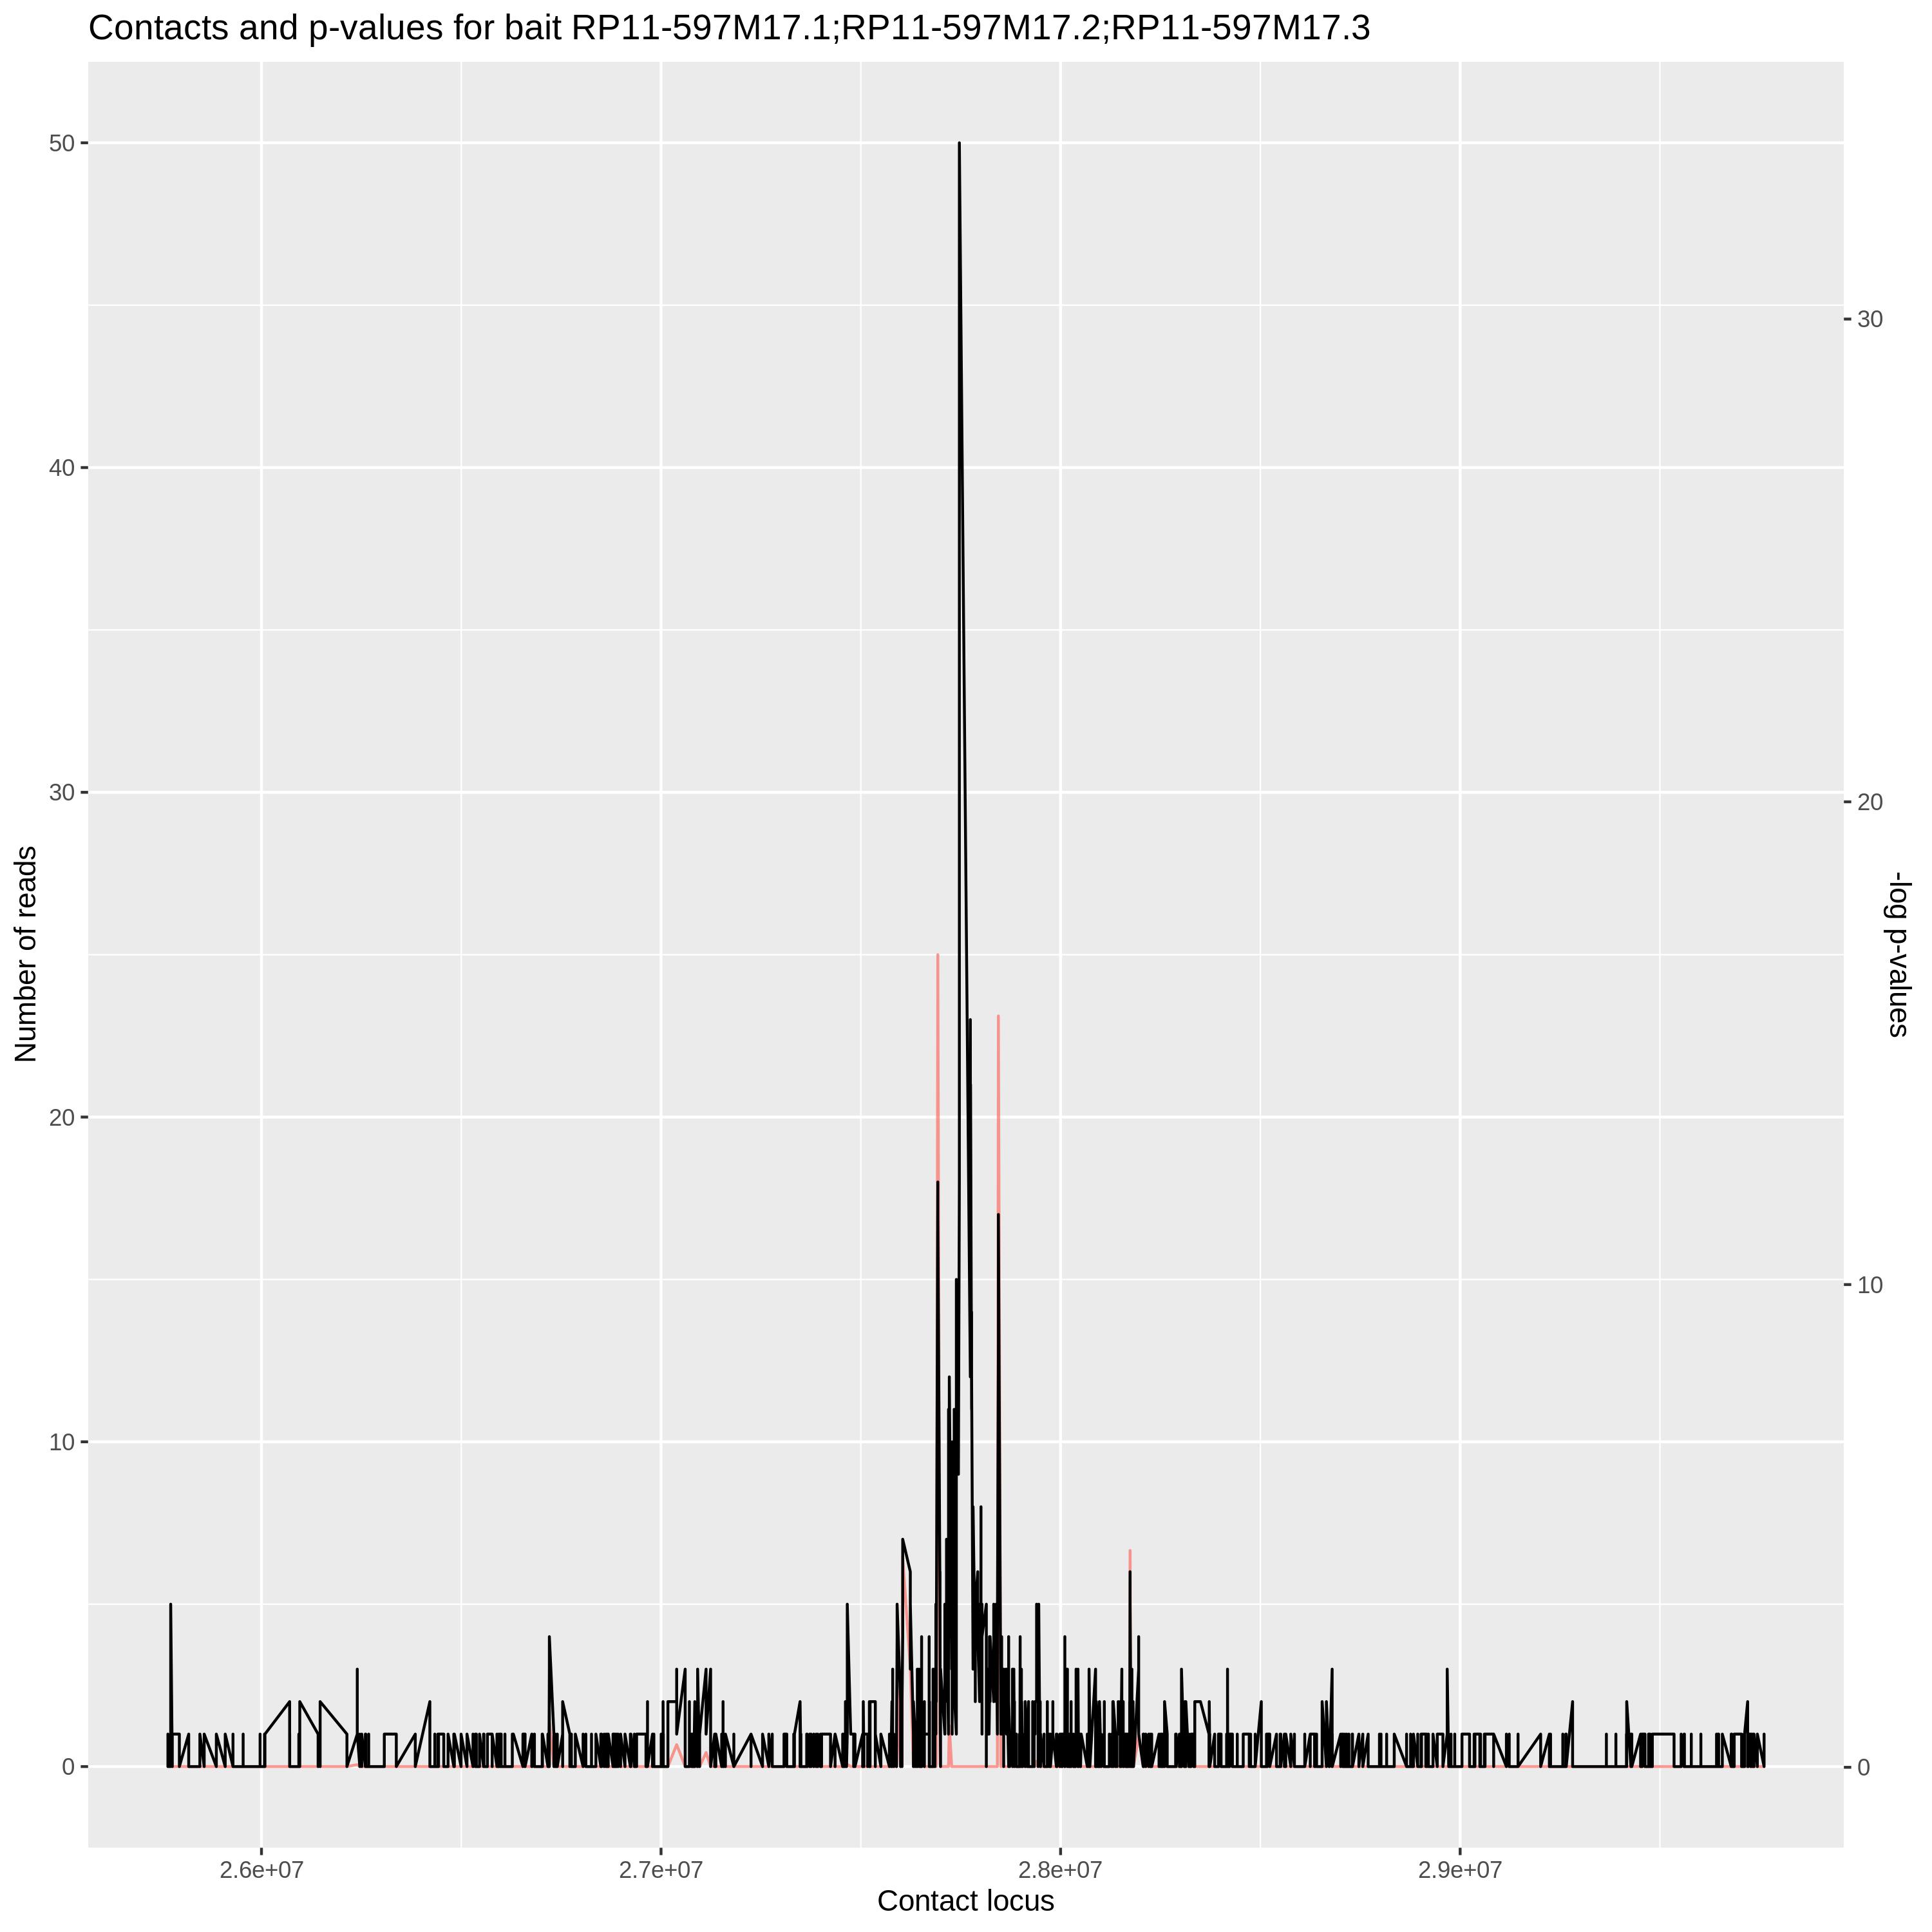 Contacts and p-values for bait RP11-597M17.1;RP11-597M17.2;RP11-597M17.3
50
40
30
20
10
0
Number of reads
30
20
10
0
-log p-values
2.6e+07 2.7e+07 2.8e+07 2.9e+07
Contact locus